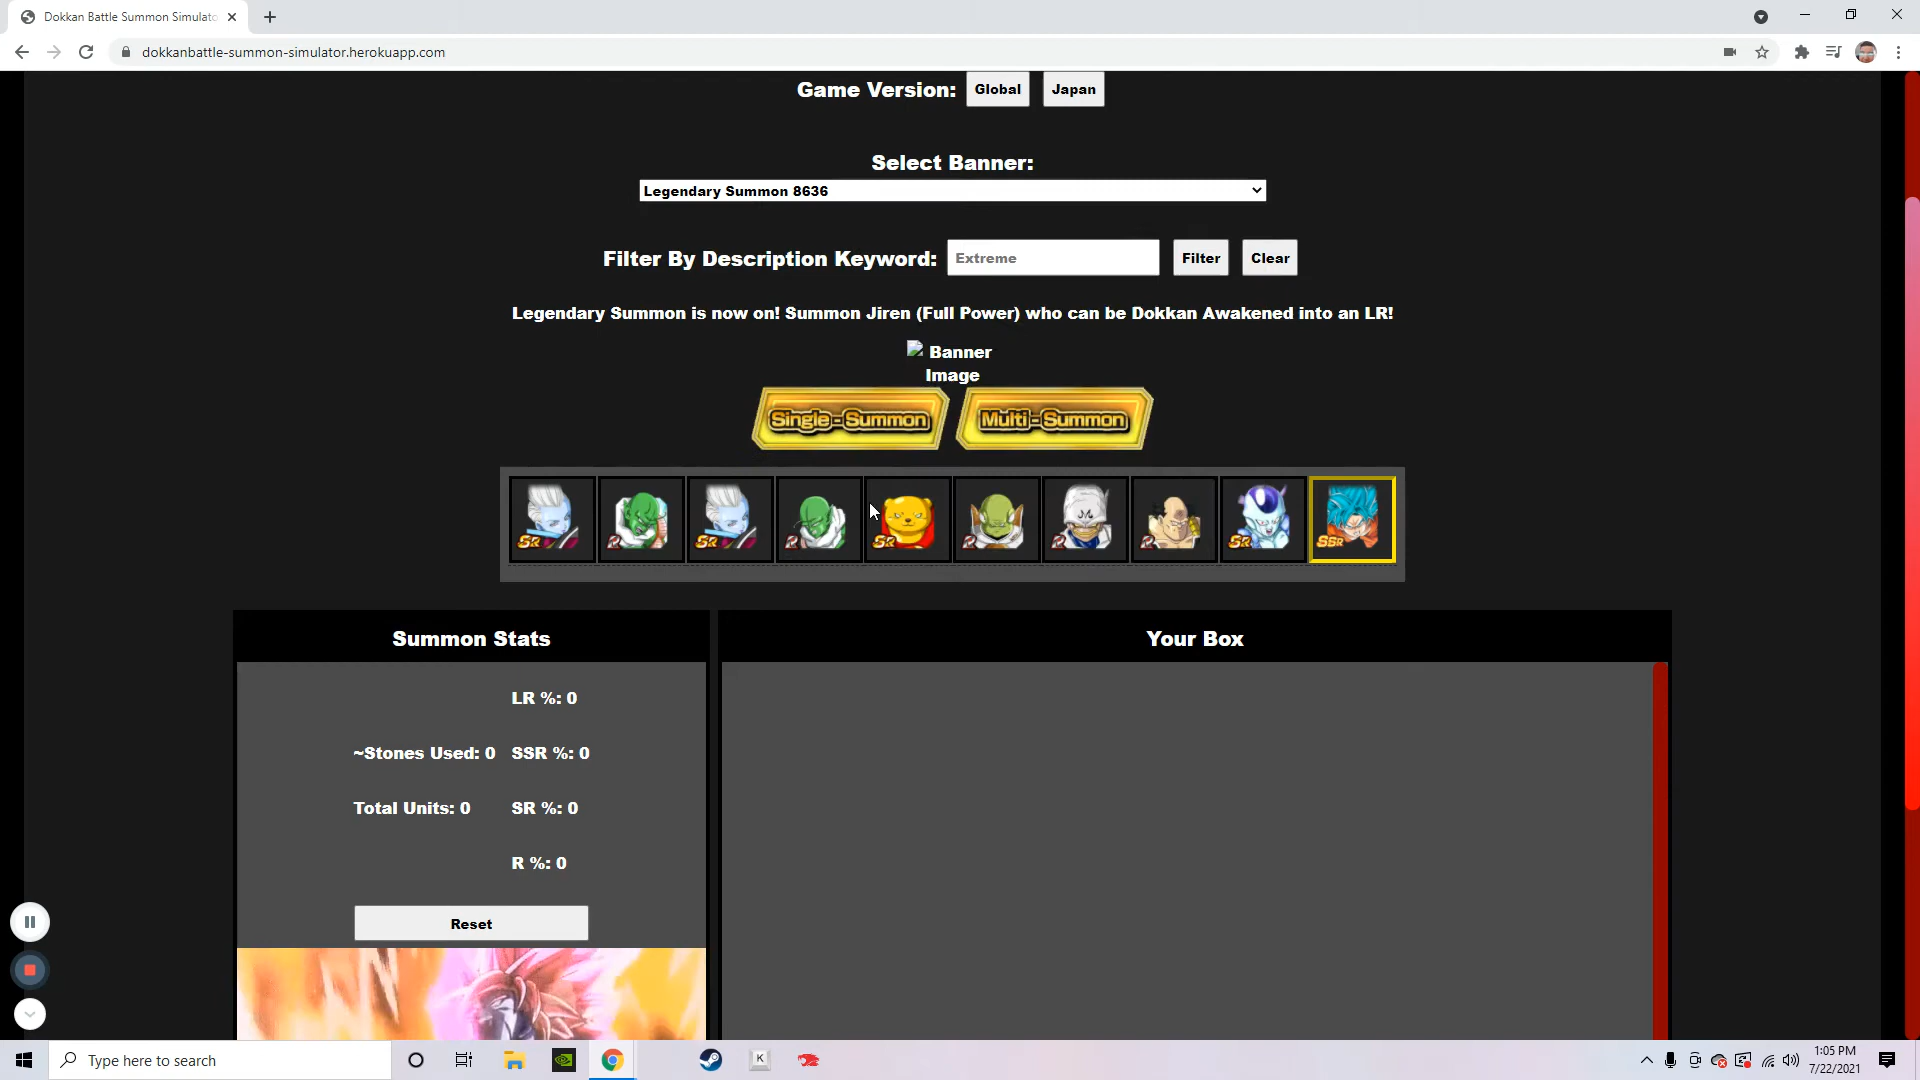 Dokkan Battle Summon Simulato
dokkanbattle-summon-simulator.herokuapp.com
Game Version: Global Japan
Select Banner:
Legendary Summon 8636
Filter By Description Keyword: Extreme Filter Clear
Legendary Summon is now on! Summon Jiren (Full Power) who can be Dokkan Awakened into an LR!
Banner
Image
Single-Summon Multi-Summon
SR R SR R SR R R R SR SSR
Summon Stats
LR %: 0
~Stones Used: 0 SSR %: 0
Total Units: 0 SR %: 0
R %: 0
Reset
Your Box
Type here to search
K
1:05 PM
7/22/2021